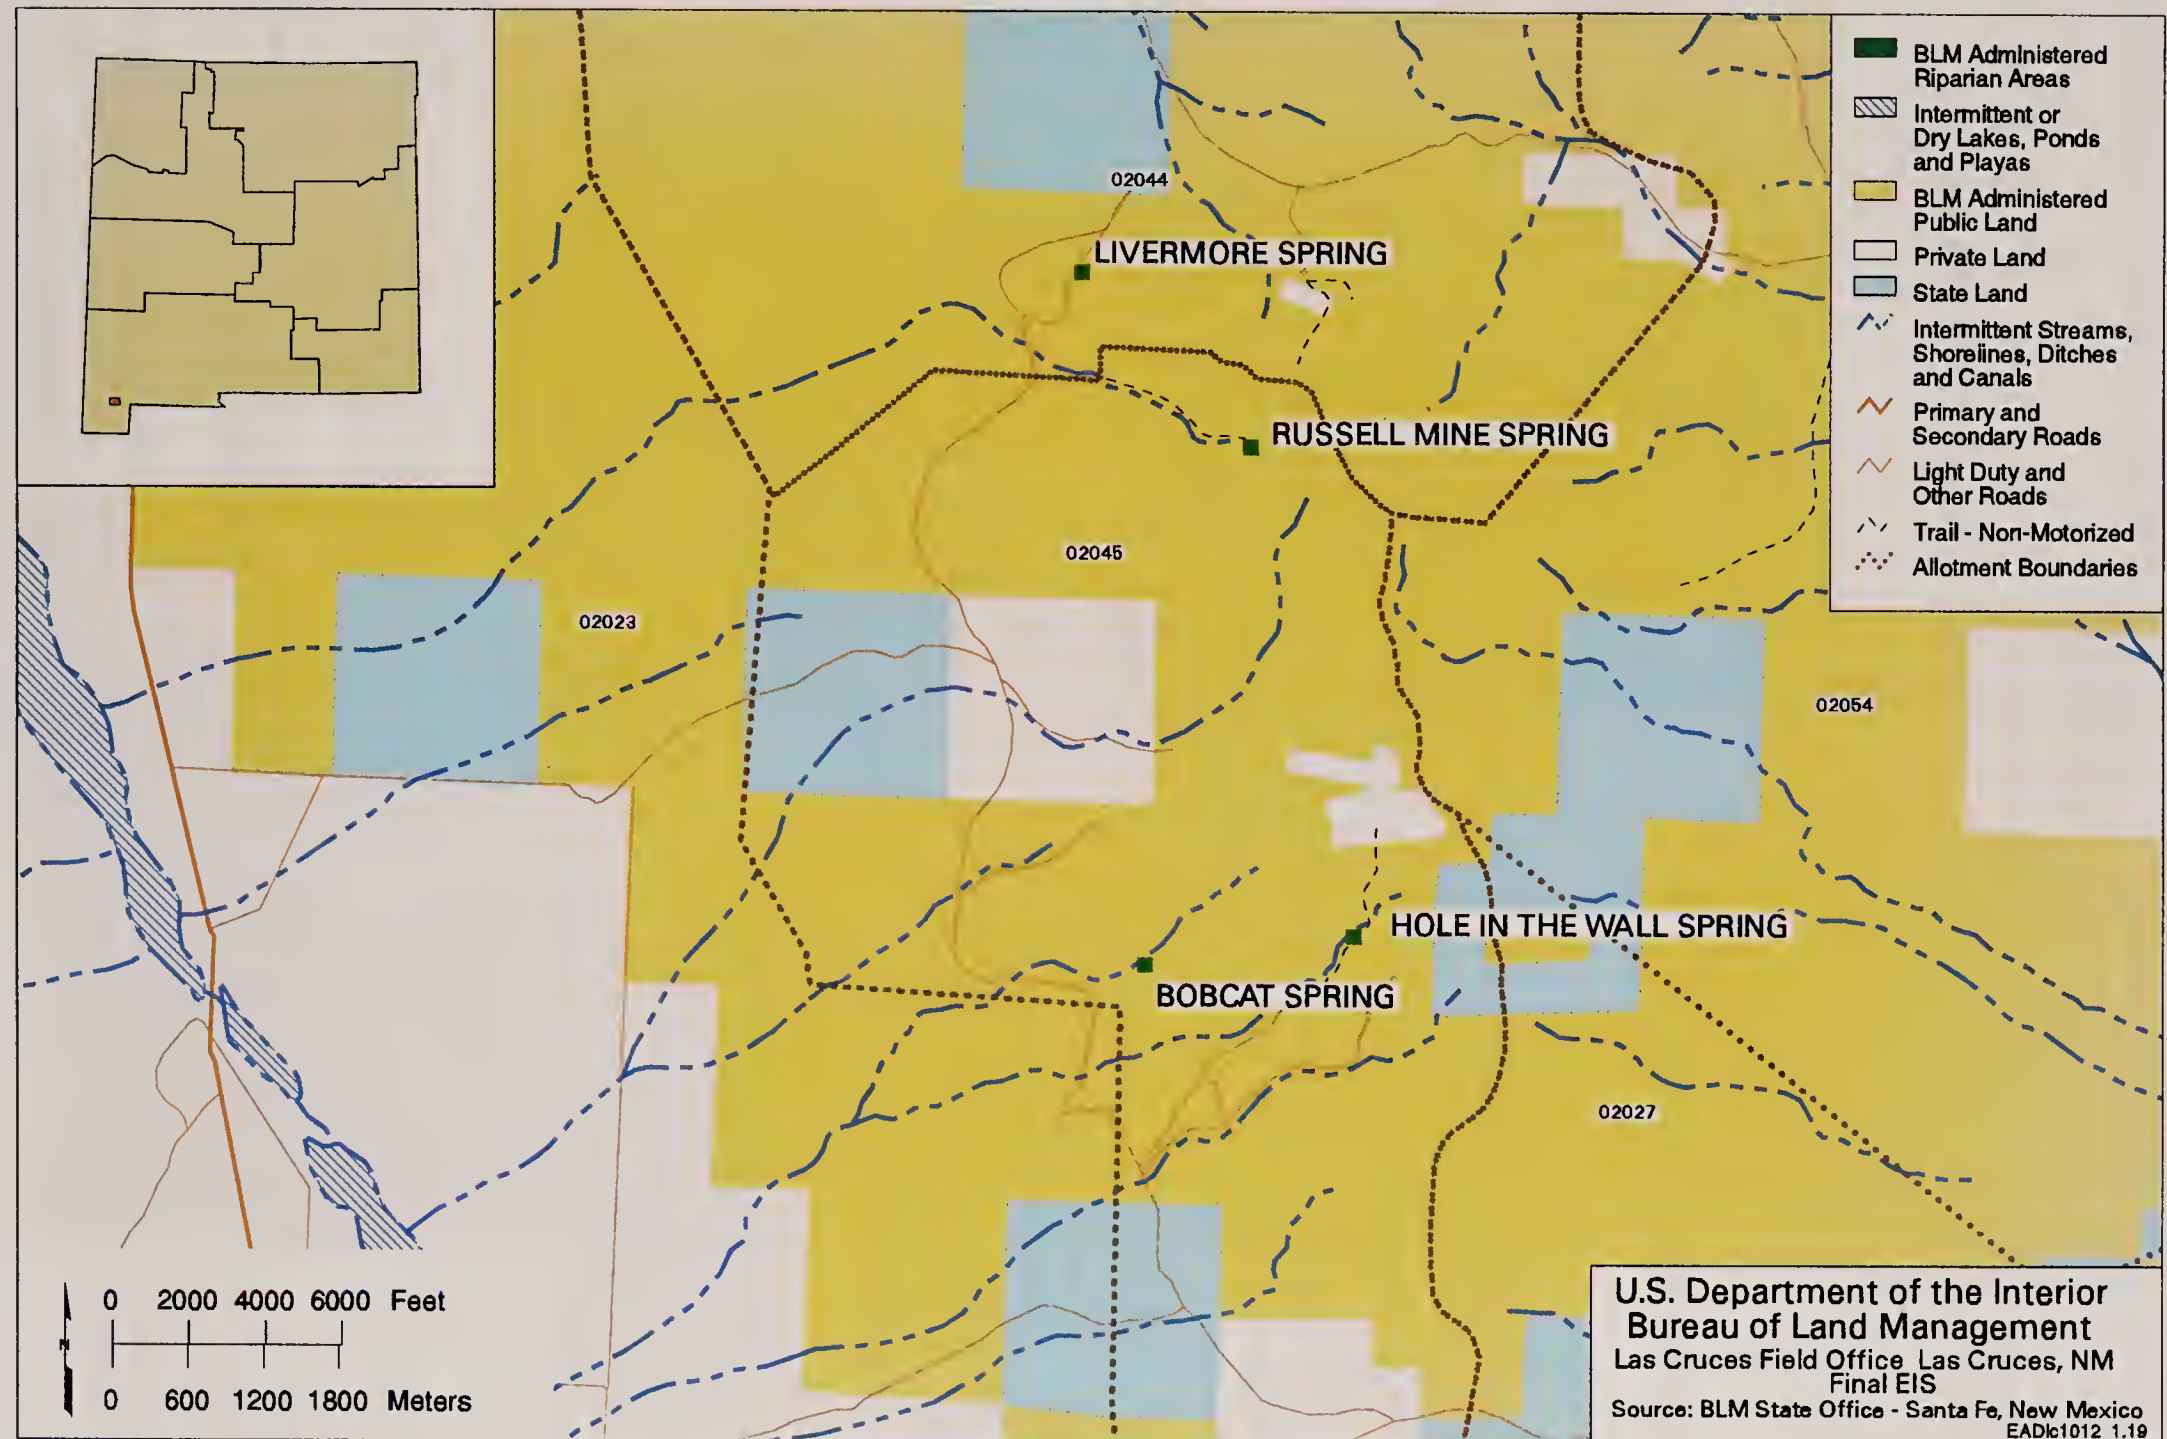 BLM Administered
Riparian Areas
Intermittent or
Dry Lakes, Ponds
and Playas
BLM Administered
Public Land
Private Land
State Land
Intermittent Streams,
Shorelines, Ditches
and Canals
Primary and
Secondary Roads
Light Duty and
Other Roads
Trail - Non-Motorized
Allotment Boundaries
02044
LIVERMORE SPRING
RUSSELL MINE SPRING
02045
02023
02054
HOLE IN THE WALL SPRING
BOBCAT SPRING
02027
N
0 2000 4000 6000 Feet
0 600 1200 1800 Meters
U.S. Department of the Interior
Bureau of Land Management
Las Cruces Field Office Las Cruces, NM
Final EIS
Source: BLM State Office - Santa Fe, New Mexico
EADlc1012 1.19